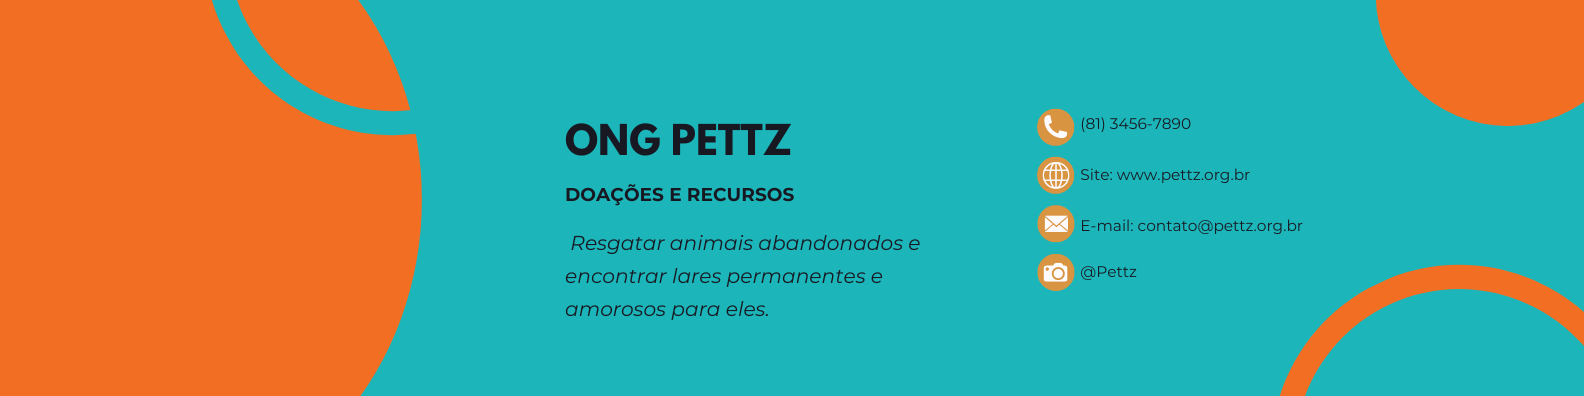 ONG PETTZ
DOAÇÕES E RECURSOS
Resgatar animais abandonados e
encontrar lares permanentes e
amorosos para eles.
(81) 3456-7890
Site: www.pettz.org.br
E-mail: contato@pettz.org.br
@Pettz